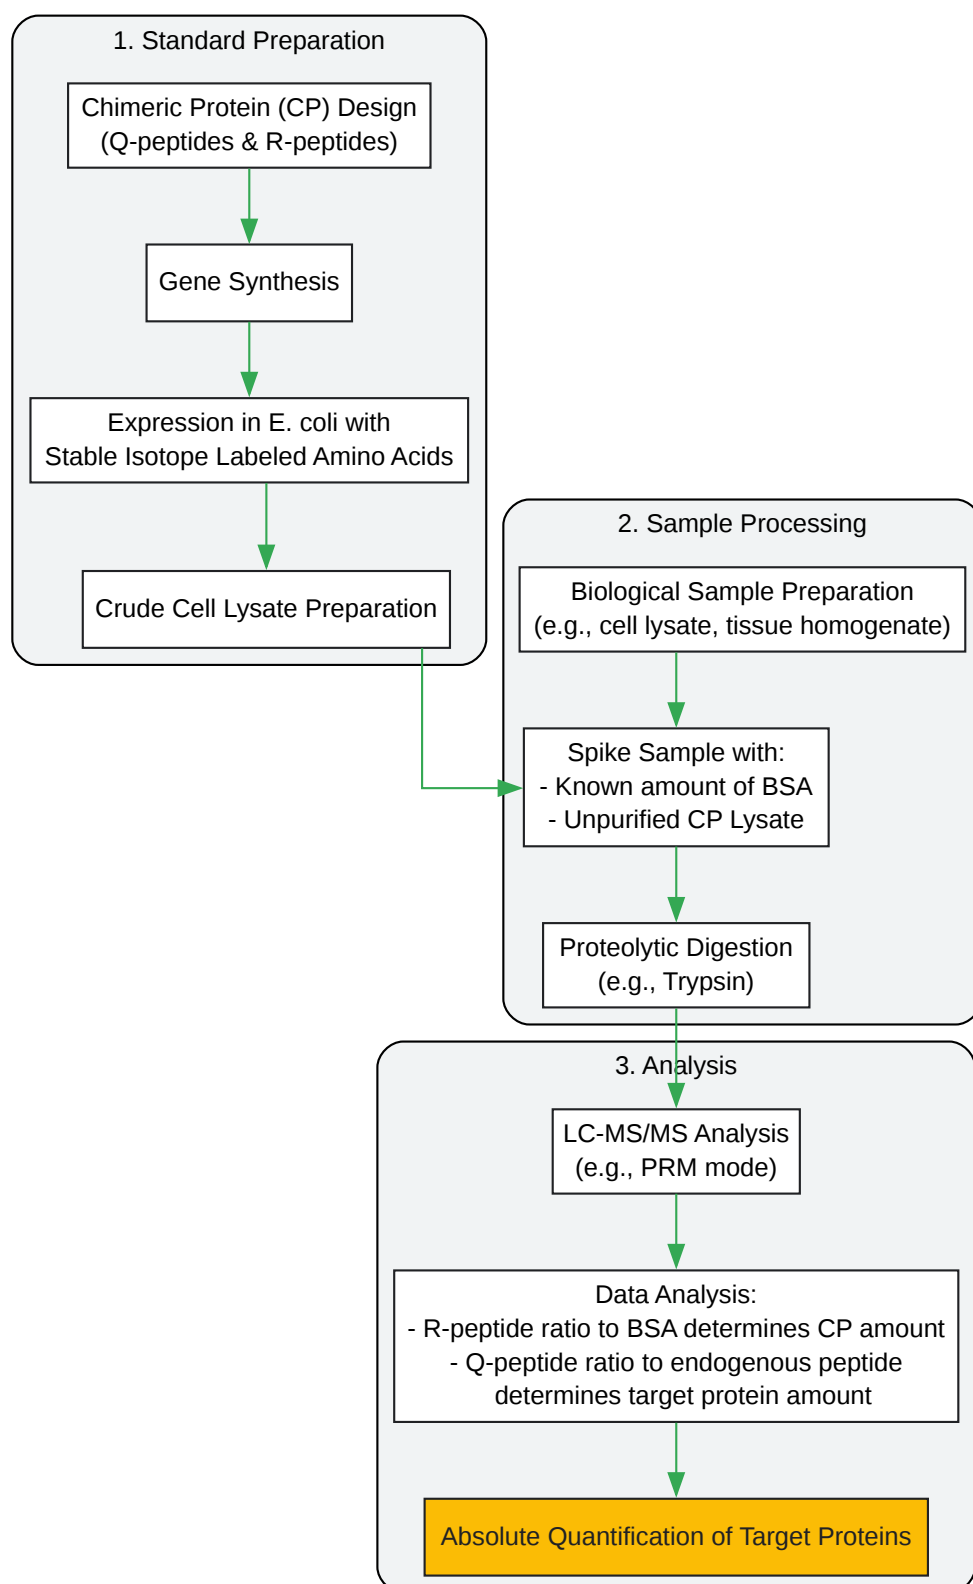 1. Standard Preparation
Chimeric Protein (CP) Design
(Q-peptides & R-peptides)
Gene Synthesis
Expression in E. coli with
Stable Isotope Labeled Amino Acids
Crude Cell Lysate Preparation
2. Sample Processing
Biological Sample Preparation
(e.g., cell lysate, tissue homogenate)
Spike Sample with:
- Known amount of BSA
- Unpurified CP Lysate
Proteolytic Digestion
(e.g., Trypsin)
3. Analysis
LC-MS/MS Analysis
(e.g., PRM mode)
Data Analysis:
- R-peptide ratio to BSA determines CP amount
- Q-peptide ratio to endogenous peptide
determines target protein amount
Absolute Quantification of Target Proteins